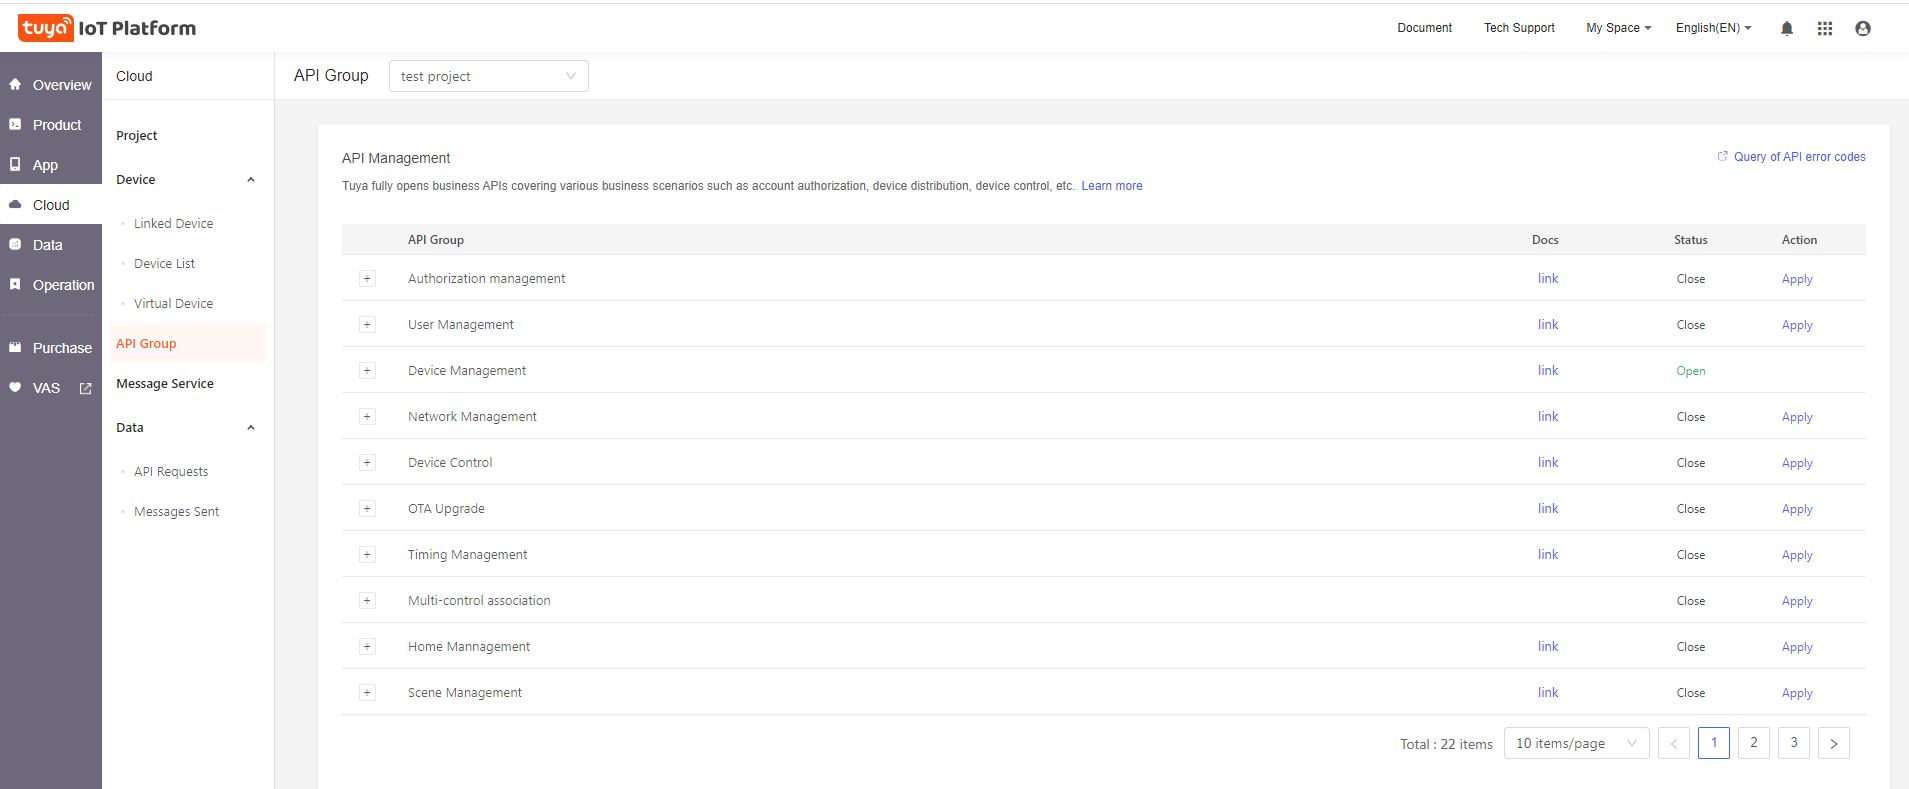 tuya IoT Platform Document Tech Support My Space English(EN)
Overview
Product
App
Cloud
Data
Operation
Purchase
VAS
Cloud
Project
Device
Linked Device
Device List
Virtual Device
API Group
Message Service
Data
API Requests
Messages Sent
API Group test project
API Management Query of API error codes
Tuya fully opens business APIs covering various business scenarios such as account authorization, device distribution, device control, etc. Learn more
API Group Docs Status Action
+ Authorization management link Close Apply
+ User Management link Close Apply
+ Device Management link Open
+ Network Management link Close Apply
+ Device Control link Close Apply
+ OTA Upgrade link Close Apply
+ Timing Management link Close Apply
+ Multi-control association Close Apply
+ Home Mannagement link Close Apply
+ Scene Management link Close Apply
Total : 22 items 10 items/page < 1 2 3 >